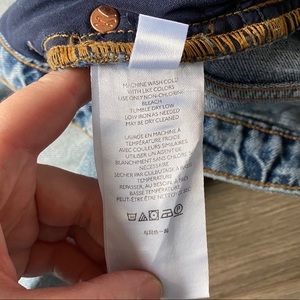 MACHINE WASH COLD
WITH LIKE COLORS
USE ONLY NON-CHLORINE
BLEACH
TUMBLE DRY LOW
LOW IRON AS NEEDED
MAY BE DRY CLEANED
LAVAGE EN MACHINE À
TEMPÉRATURE FROIDE
AVEC COULEURS SIMILAIRES
UTILISER UN AGENT DE
BLANCHIMENT SANS CHLORE SI
NÉCESSAIRE
SÉCHER PAR CULBUTAGE À
TEMPÉRATURE
REPASSER, AU BESOIN, À
BASSE TEMPÉRATURE
PEUT-ÊTRE ÊTRE NETTOYÉ À SEC